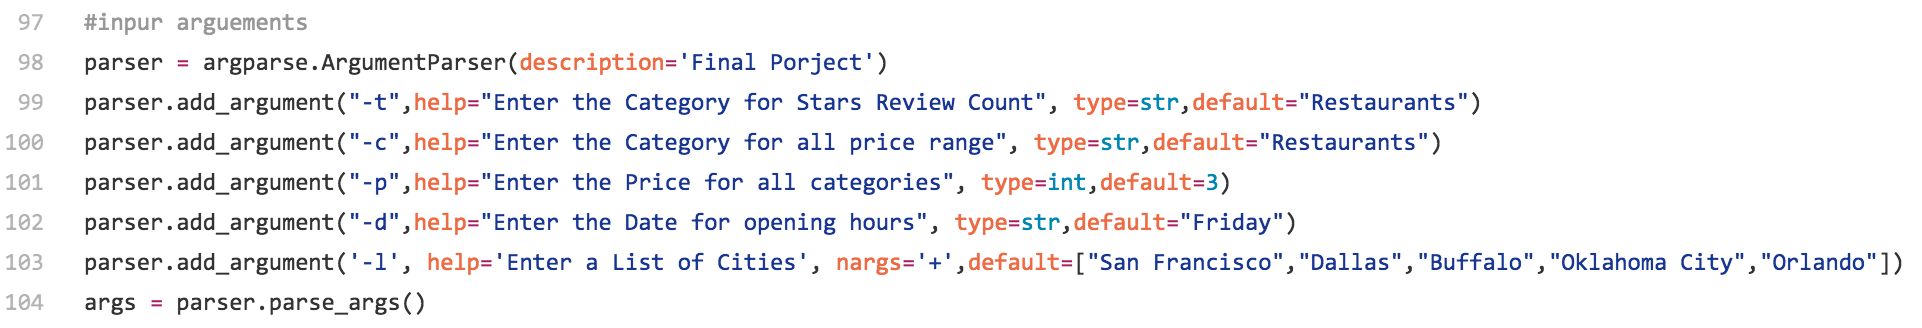 97 #inpur arguements
98 parser = argparse.ArgumentParser(description='Final Porject')
99 parser.add_argument("-t",help="Enter the Category for Stars Review Count", type=str,default="Restaurants")
100 parser.add_argument("-c",help="Enter the Category for all price range", type=str,default="Restaurants")
101 parser.add_argument("-p",help="Enter the Price for all categories", type=int,default=3)
102 parser.add_argument("-d",help="Enter the Date for opening hours", type=str,default="Friday")
103 parser.add_argument('-l', help='Enter a List of Cities', nargs='+',default=["San Francisco","Dallas","Buffalo","Oklahoma City","Orlando"])
104 args = parser.parse_args()